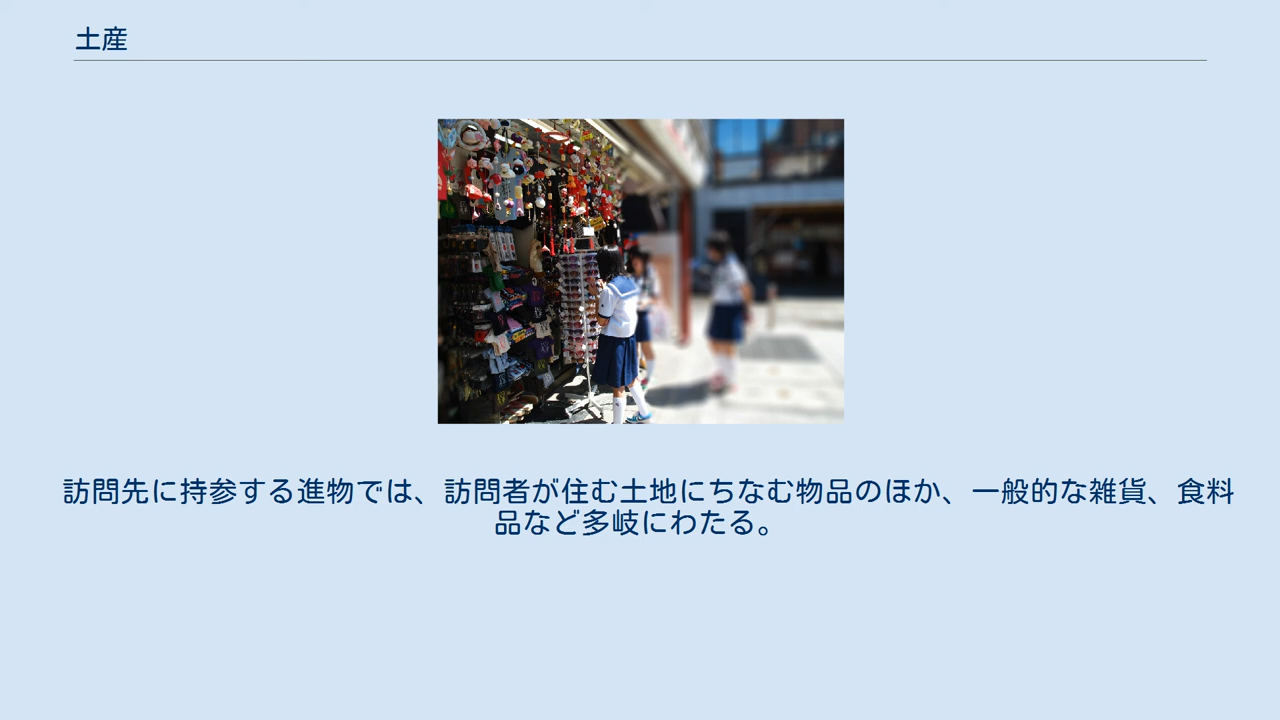 土産
訪問先に持参する進物では、訪問者が住む土地にちなむ物品のほか、一般的な雑貨、食料
品など多岐にわたる。